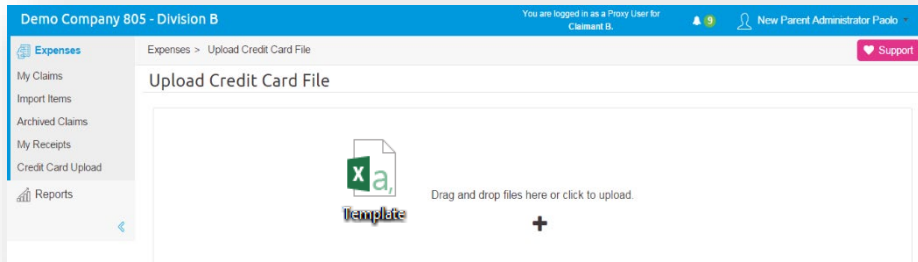 Demo Company 805 - Division B
You are logged in as a Proxy User for
Claimant B.
9
New Parent Administrator Paolo
Expenses
My Claims
Import Items
Archived Claims
My Receipts
Credit Card Upload
Reports
Expenses > Upload Credit Card File
Support
Upload Credit Card File
X a,
Template
Drag and drop files here or click to upload.